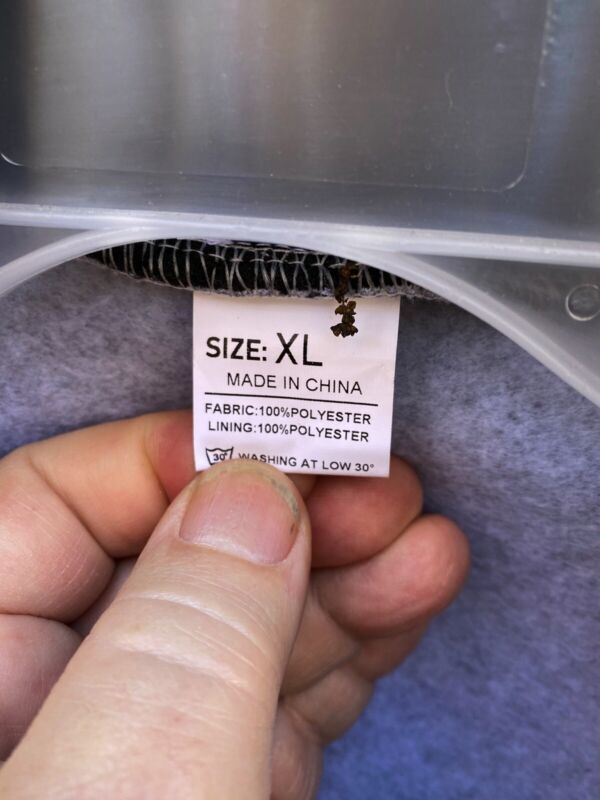 SIZE: XL
MADE IN CHINA
FABRIC:100%POLYESTER
LINING:100%POLYESTER
30° WASHING AT LOW 30°